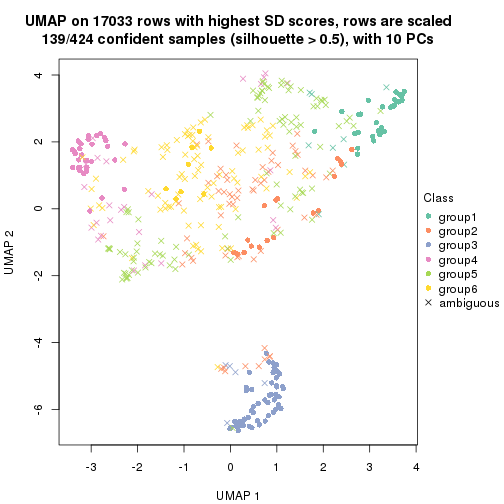 UMAP on 17033 rows with highest SD scores, rows are scaled
139/424 confident samples (silhouette > 0.5), with 10 PCs
4
2
0
-2
-4
-6
UMAP 2
-3
-2
-1
0
1
2
3
4
UMAP 1
Class
group1
group2
group3
group4
group5
group6
ambiguous